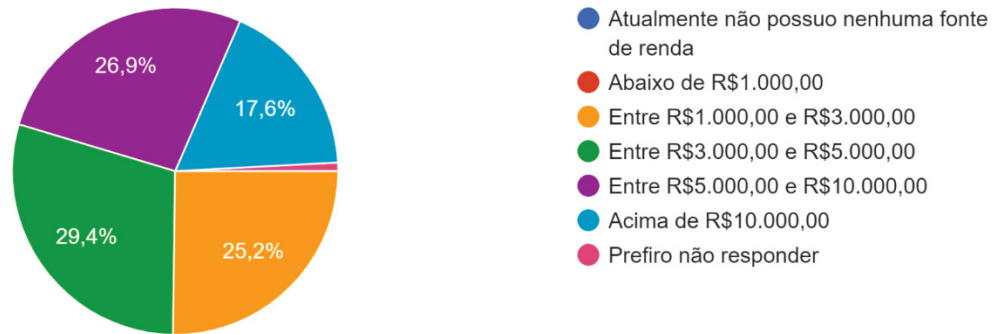 26,9%
17,6%
29,4%
25,2%
Atualmente não possuo nenhuma fonte
de renda
Abaixo de R$1.000,00
Entre R$1.000,00 e R$3.000,00
Entre R$3.000,00 e R$5.000,00
Entre R$5.000,00 e R$10.000,00
Acima de R$10.000,00
Prefiro não responder